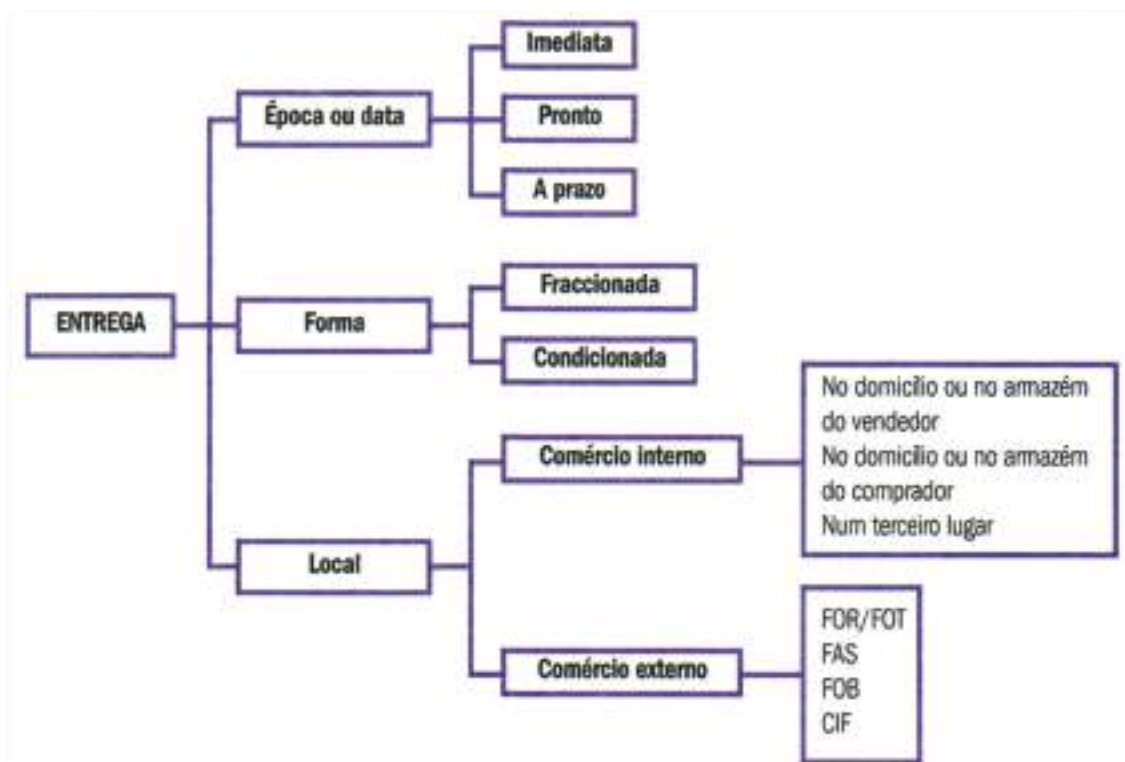 Imediata
Época ou data
Pronto
A prazo
Fraccionada
ENTREGA
Forma
Condicionada
No domicílio ou no armazém
do vendedor
Comércio interno
No domicílio ou no armazém
do comprador
Num terceiro lugar
Local
FOR/FOT
FAS
Comércio externo
FOB
CIF